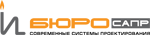 БЮРО САПР
СОВРЕМЕННЫЕ СИСТЕМЫ ПРОЕКТИРОВАНИЯ